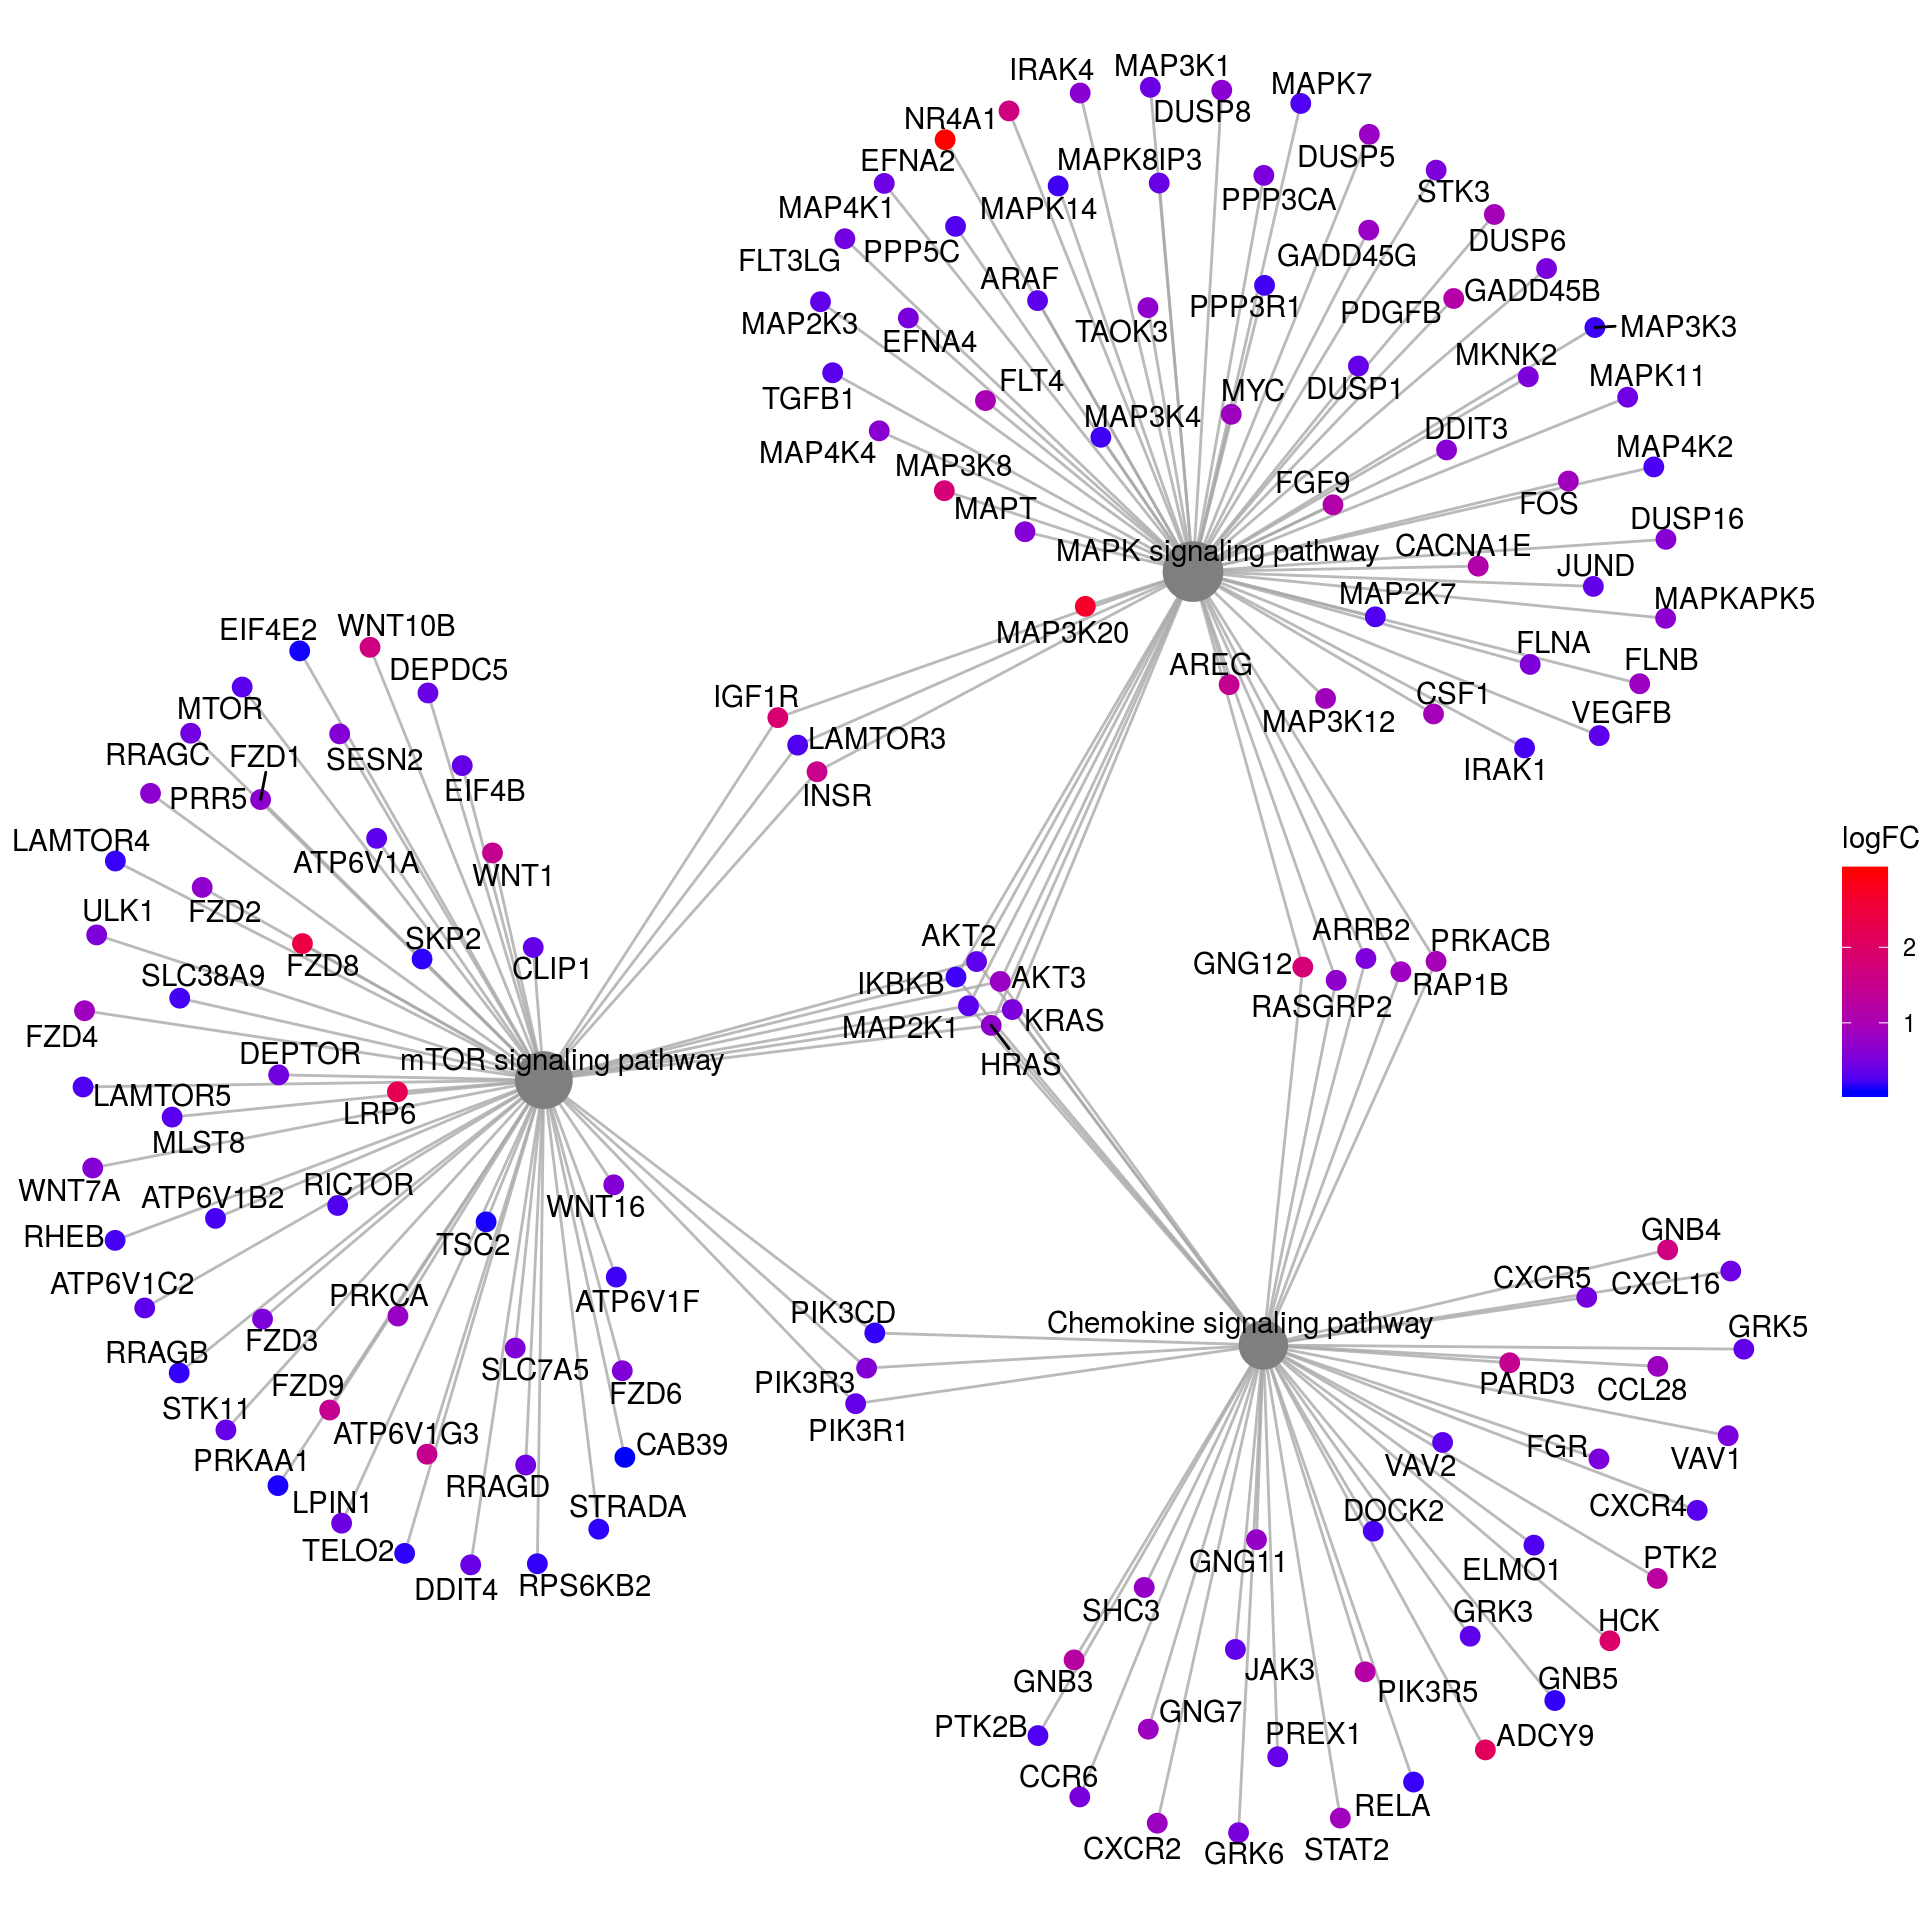 IRAK4
MAP3K1
DUSP8
MAPK7
NR4A1
EFNA2
MAPK8IP3
DUSP5
STK3
PPP3CA
MAP4K1
MAPK14
DUSP6
PPP5C
FLT3LG
GADD45G
ARAF
GADD45B
MAP2K3
EFNA4
TAOK3
PPP3R1
PDGFB
MAP3K3
MKNK2
FLT4
TGFB1
MYC
DUSP1
MAPK11
MAP3K4
MAP4K4
MAP3K8
DDIT3
MAP4K2
FGF9
FOS
MAPT
DUSP16
MAPK signaling pathway
CACNA1E
JUND
MAP2K7
MAPKAPK5
MAP3K20
FLNA
FLNB
AREG
CSF1
VEGFB
MAP3K12
IRAK1
IGF1R
LAMTOR3
INSR
EIF4E2
WNT10B
DEPDC5
MTOR
RRAGC
FZD1
SESN2
EIF4B
PRR5
LAMTOR4
ATP6V1A
WNT1
ULK1
FZD2
FZD8
SKP2
CLIP1
SLC38A9
FZD4
DEPTOR
mTOR signaling pathway
LAMTOR5
LRP6
MLST8
WNT7A
ATP6V1B2
RICTOR
WNT16
RHEB
TSC2
ATP6V1C2
PRKCA
ATP6V1F
FZD3
RRAGB
SLC7A5
FZD6
STK11
FZD9
ATP6V1G3
CAB39
PRKAA1
RRAGD
LPIN1
STRADA
TELO2
DDIT4
RPS6KB2
AKT2
IKBKB
AKT3
MAP2K1
KRAS
HRAS
GNG12
ARRB2
PRKACB
RASGRP2
RAP1B
PIK3CD
PIK3R3
PIK3R1
Chemokine signaling pathway
GNB4
CXCR5
CXCL16
GRK5
PARD3
CCL28
VAV2
FGR
VAV1
DOCK2
CXCR4
GNG11
ELMO1
PTK2
SHC3
GRK3
HCK
GNB3
JAK3
PIK3R5
GNB5
PTK2B
GNG7
PREX1
ADCY9
CCR6
RELA
CXCR2
GRK6
STAT2
logFC
2
1